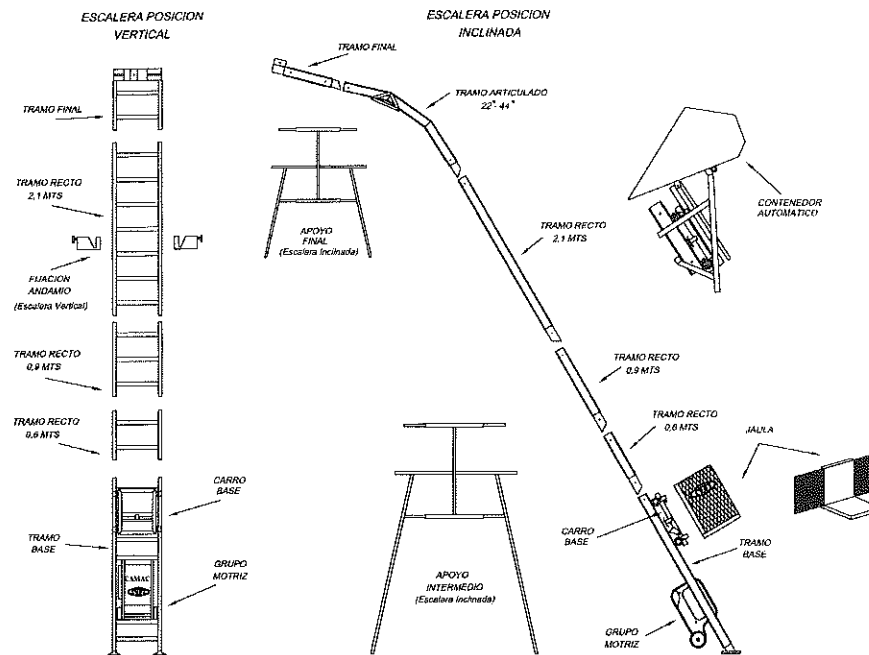 ESCALERA POSICION
VERTICAL
TRAMO FINAL
TRAMO RECTO
2,1 MTS
FIJACION
ANDAMIO
(Escalera Vertical)
TRAMO RECTO
0,9 MTS
TRAMO RECTO
0,6 MTS
CARRO
BASE
TRAMO
BASE
GRUPO
MOTRIZ
CAMAC
ESCALERA POSICION
INCLINADA
TRAMO FINAL
TRAMO ARTICULADO
22°- 44°
APOYO
FINAL
(Escalera Inclinada)
CONTENEDOR
AUTOMATICO
TRAMO RECTO
2,1 MTS
TRAMO RECTO
0,9 MTS
TRAMO RECTO
0,6 MTS
JAULA
CARRO
BASE
TRAMO
BASE
APOYO
INTERMEDIO
(Escalera Inclinada)
GRUPO
MOTRIZ